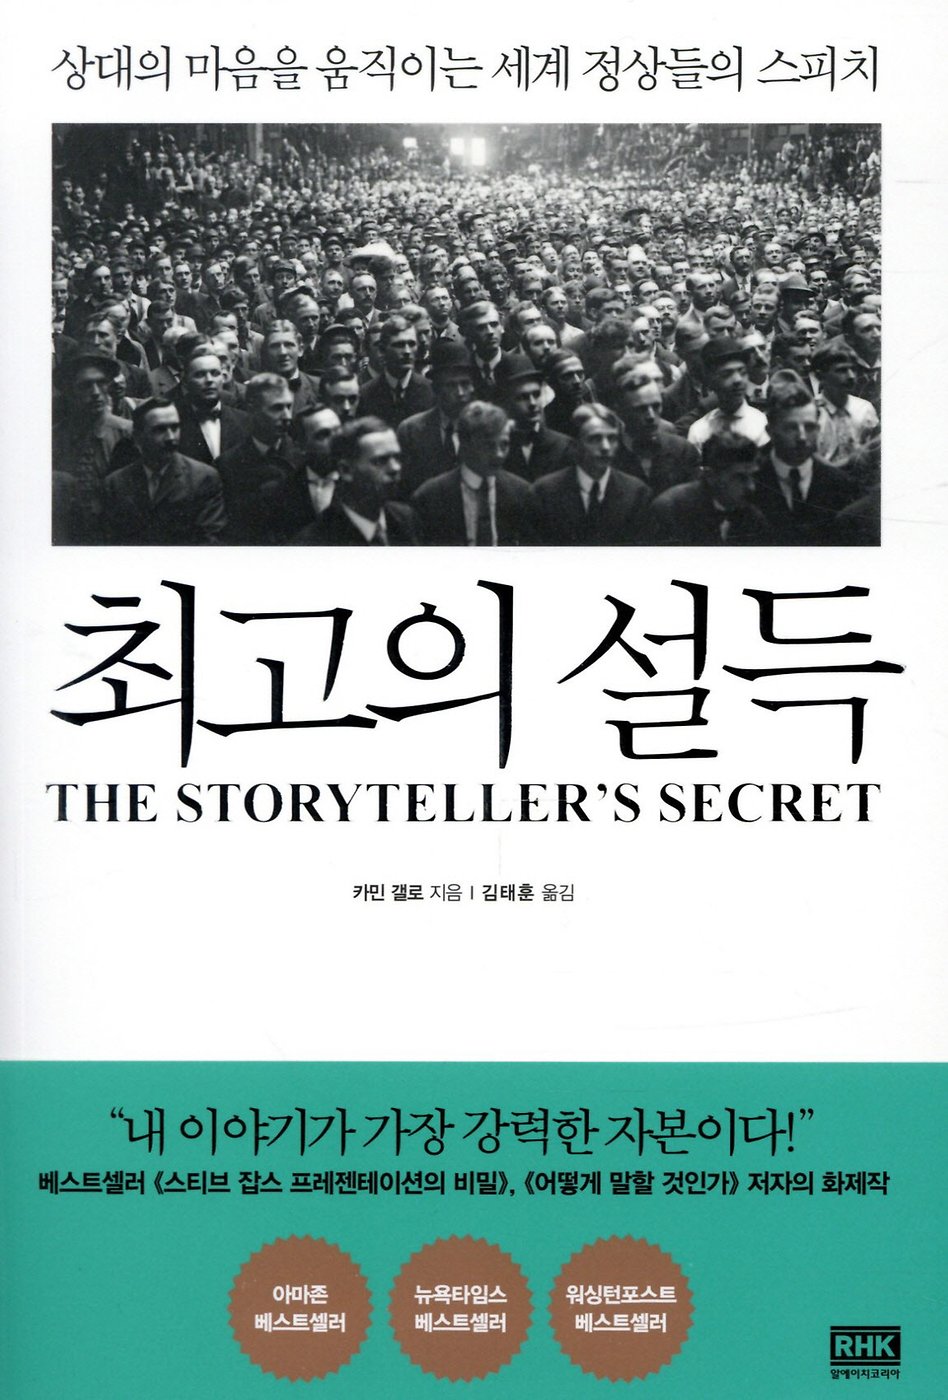 상대의 마음을 움직이는 세계 정상들의 스피치
최고의 설득
THE STORYTELLER'S SECRET
카민 갤로 지음 | 김태훈 옮김
“내 이야기가 가장 강력한 자본이다!”
베스트셀러 《스티브 잡스 프레젠테이션의 비밀》, 《어떻게 말할 것인가》 저자의 화제작
아마존
베스트셀러
뉴욕타임스
베스트셀러
워싱턴포스트
베스트셀러
RHK
알에이치코리아